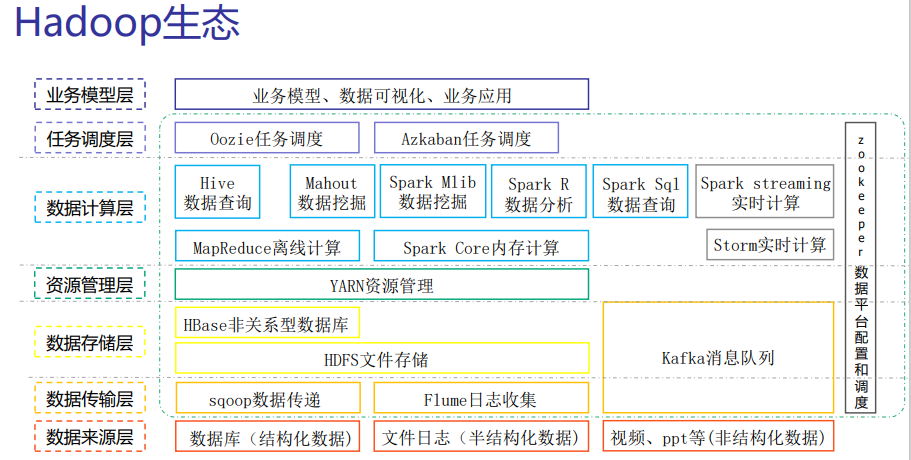 Hadoop生态
业务模型层
业务模型、数据可视化、业务应用
任务调度层
Oozie任务调度
Azkaban任务调度
数据计算层
Hive
数据查询
Mahout
数据挖掘
Spark Mlib
数据挖掘
Spark R
数据分析
Spark Sql
数据查询
Spark streaming
实时计算
MapReduce离线计算
Spark Core内存计算
Storm实时计算
资源管理层
YARN资源管理
数据存储层
HBase非关系型数据库
HDFS文件存储
Kafka消息队列
数据传输层
sqoop数据传递
Flume日志收集
数据来源层
数据库（结构化数据)
文件日志（半结构化数据)
视频、ppt等(非结构化数据)
zookeeper数据平台配置和调度